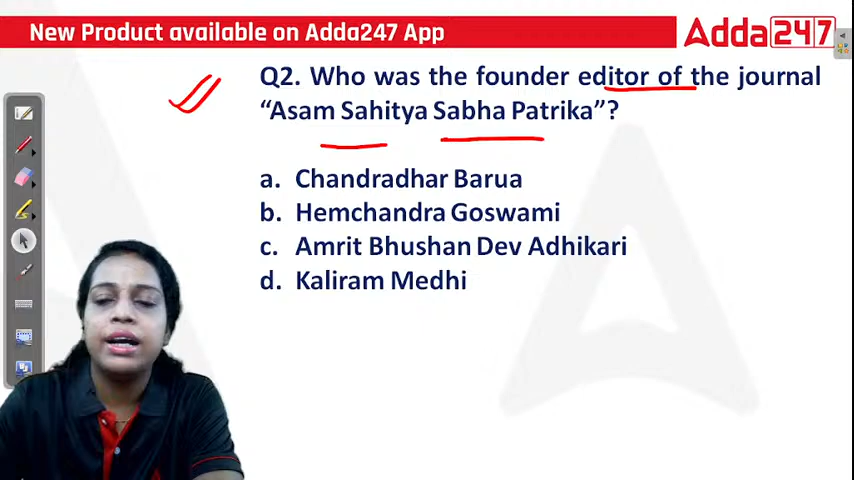 New Product available on Adda247 App
Adda247
Q2. Who was the founder editor of the journal
“Asam Sahitya Sabha Patrika”?
a. Chandradhar Barua
b. Hemchandra Goswami
c. Amrit Bhushan Dev Adhikari
d. Kaliram Medhi